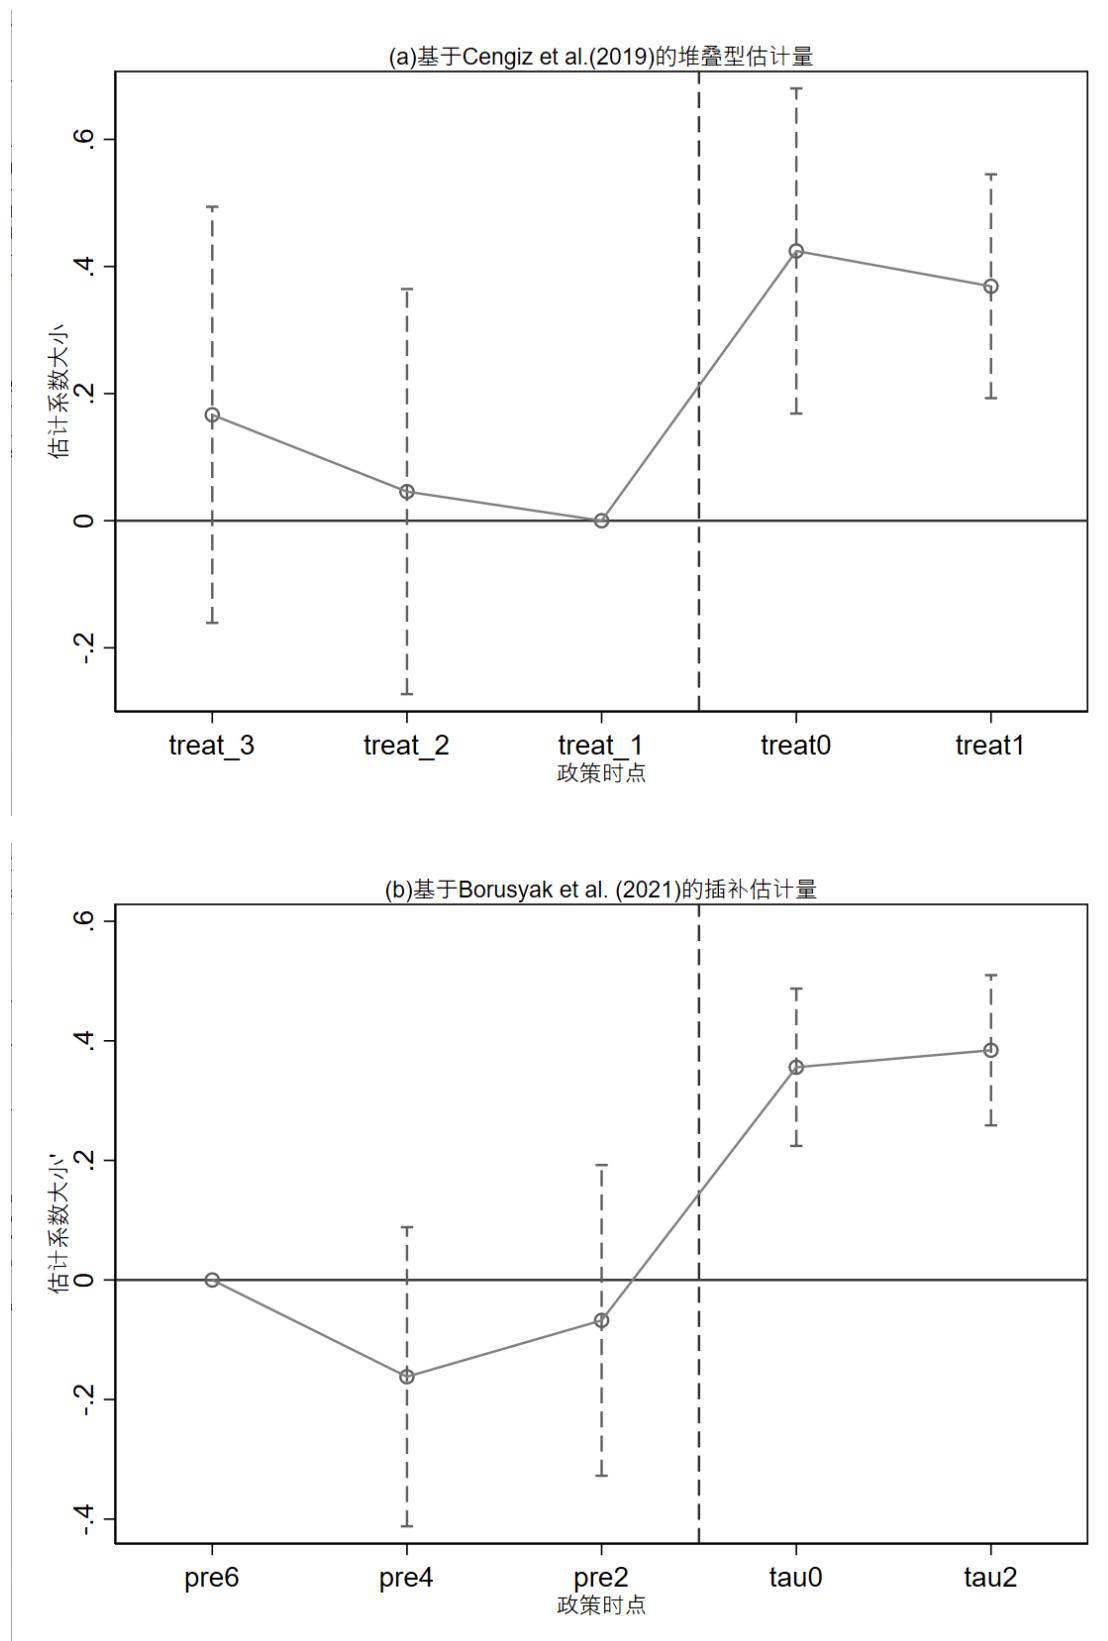 (a)基于Cengiz et al.(2019)的堆叠型估计量
.6
.4
.2
0
-.2
估计系数大小
treat_3 treat_2 treat_1 treat0 treat1
政策时点
(b)基于Borusyak et al. (2021)的插补估计量
.6
.4
.2
0
-.2
-.4
估计系数大小'
pre6 pre4 pre2 tau0 tau2
政策时点